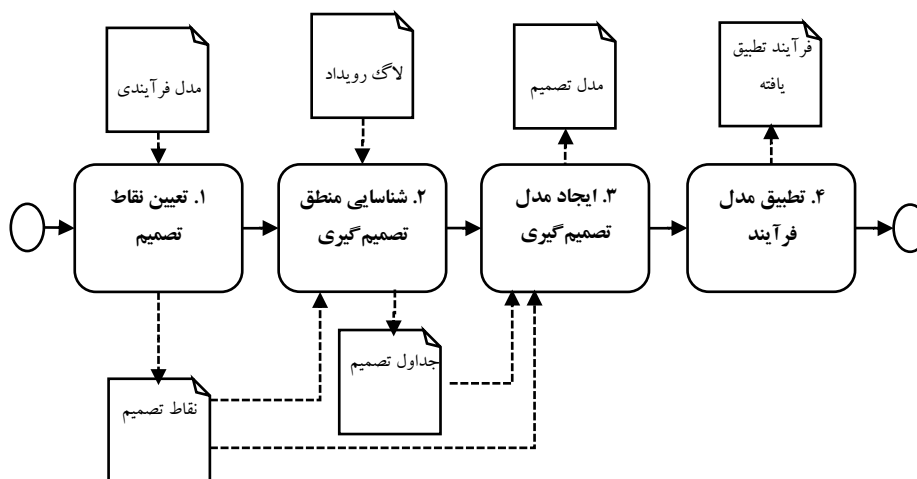 مدل فرآیندی
لاگ رویداد
مدل تصمیم
فرآیند تطبیق
یافته
۱. تعیین نقاط
تصمیم
۲. شناسایی منطق
تصمیم‌گیری
۳. ایجاد مدل
تصمیم‌گیری
۴. تطبیق مدل
فرآیند
نقاط تصمیم
جداول تصمیم